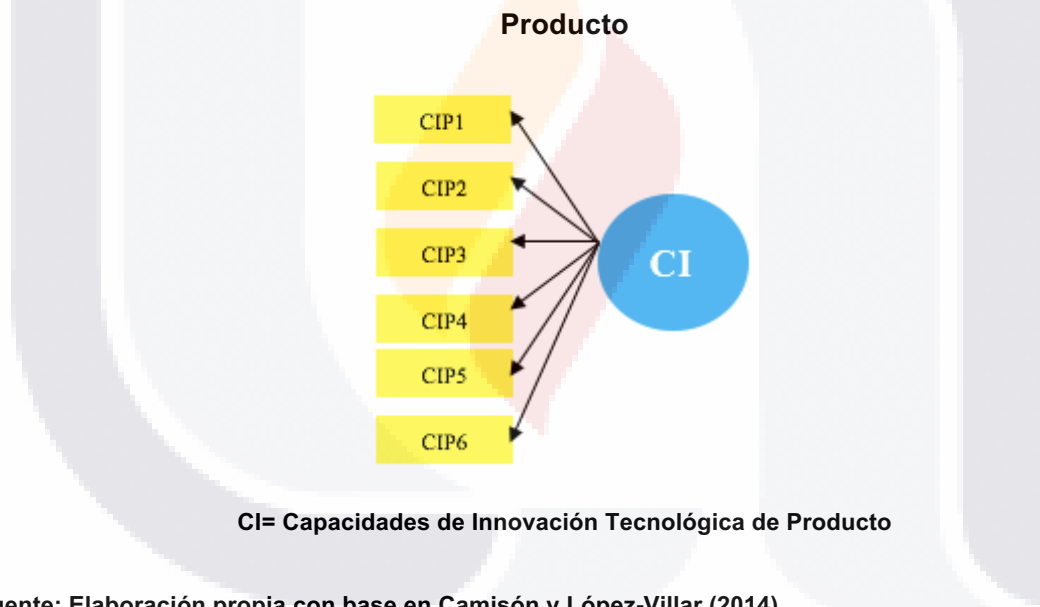 Producto
CIP1
CIP2
CIP3
CI
CIP4
CIP5
CIP6
CI= Capacidades de Innovación Tecnológica de Producto
Elaboración propia con base en Camisón y López-Villar (2014)